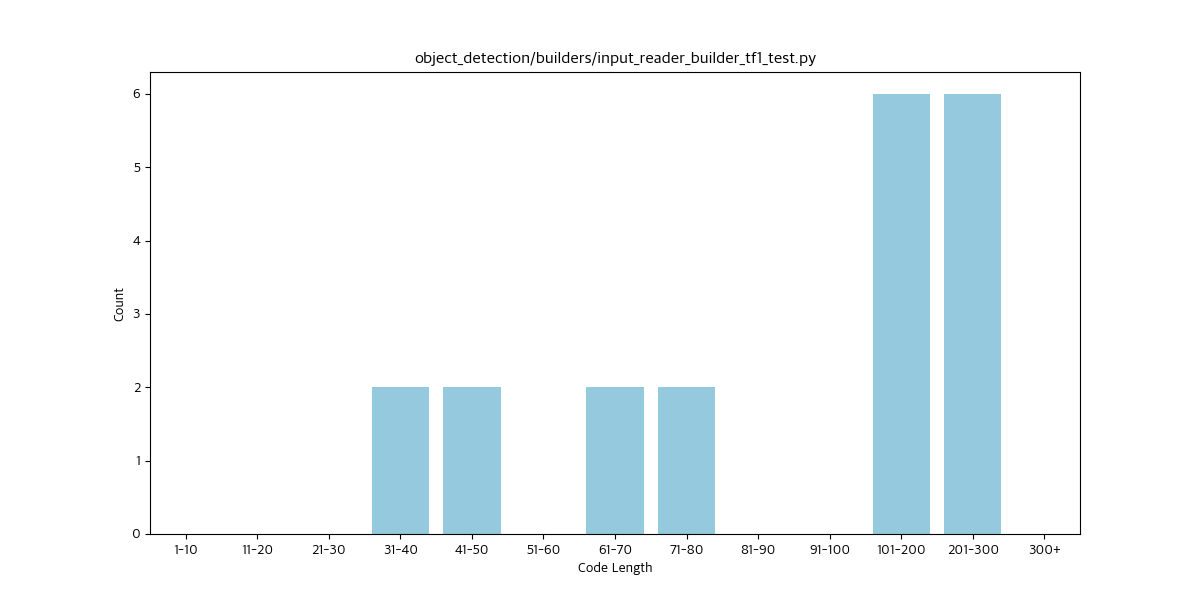 object_detection/builders/input_reader_builder_tf1_test.py
Count
6
5
4
3
2
1
0
1-10 11-20 21-30 31-40 41-50 51-60 61-70 71-80 81-90 91-100 101-200 201-300 300+
Code Length